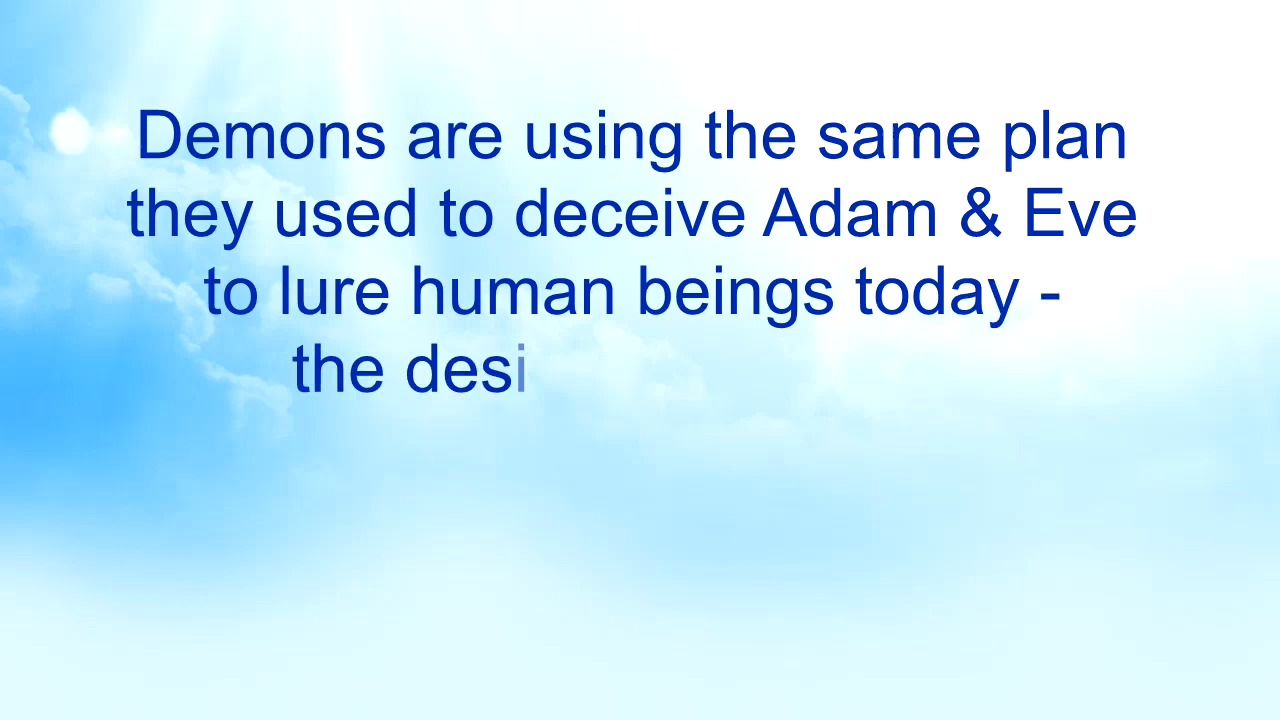 Demons are using the same plan
they used to deceive Adam & Eve
to lure human beings today -
the desi